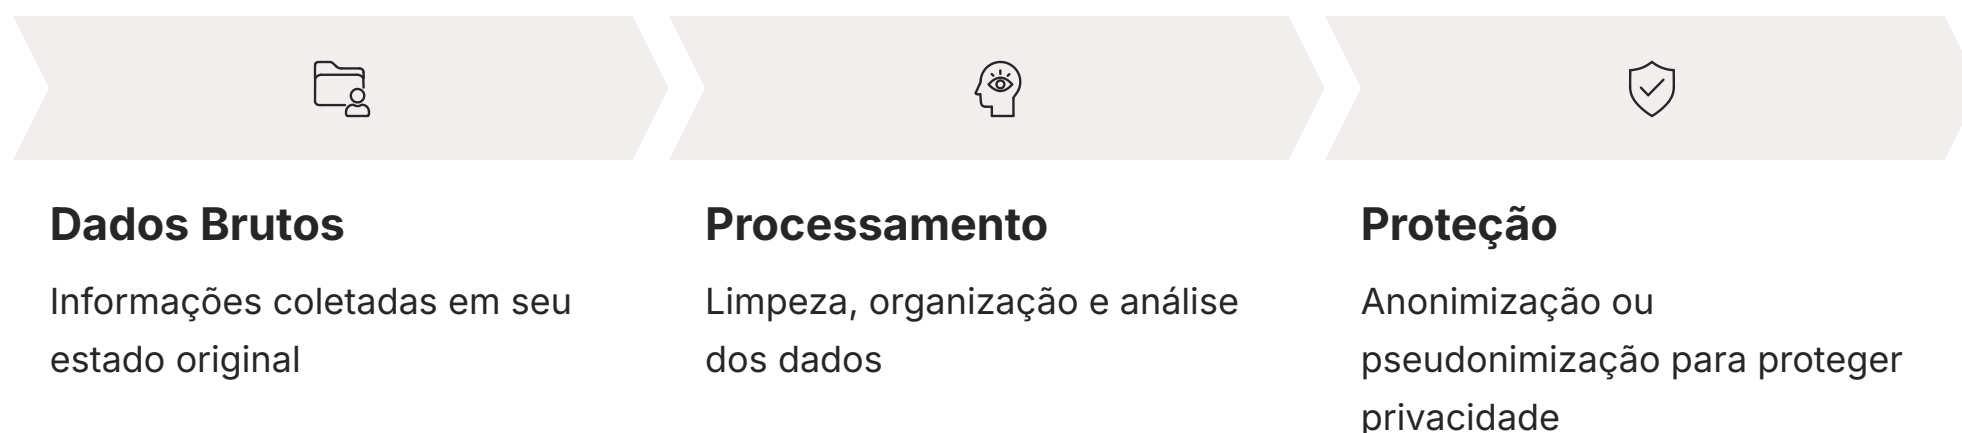 Dados Brutos
Informações coletadas em seu
estado original
Processamento
Limpeza, organização e análise
dos dados
Proteção
Anonimização ou
pseudonimização para proteger
privacidade